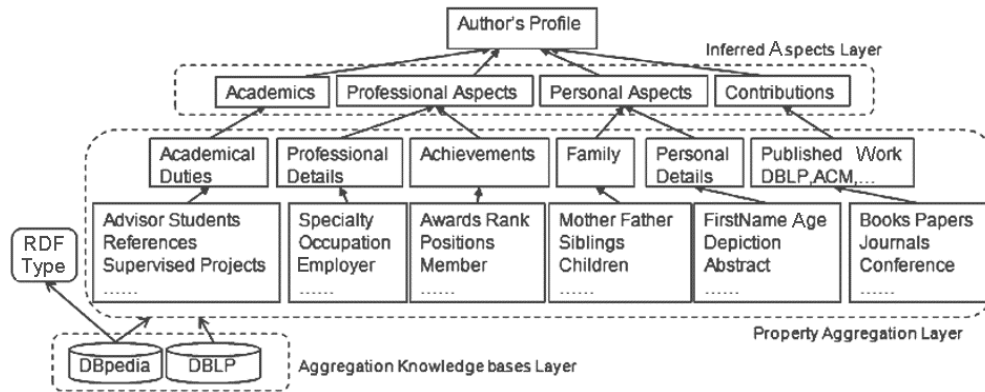 Author's Profile
Inferred Aspects Layer
Academics
Professional Aspects
Personal Aspects
Contributions
Academical
Duties
Professional
Details
Achievements
Family
Personal
Details
Published Work
DBLP,ACM,...
RDF
Type
Advisor Students
References
Supervised Projects
......
Specialty
Occupation
Employer
......
Awards Rank
Positions
Member
......
Mother Father
Siblings
Children
......
FirstName Age
Depiction
Abstract
......
Books Papers
Journals
Conference
......
Property Aggregation Layer
DBpedia
DBLP
Aggregation Knowledge bases Layer